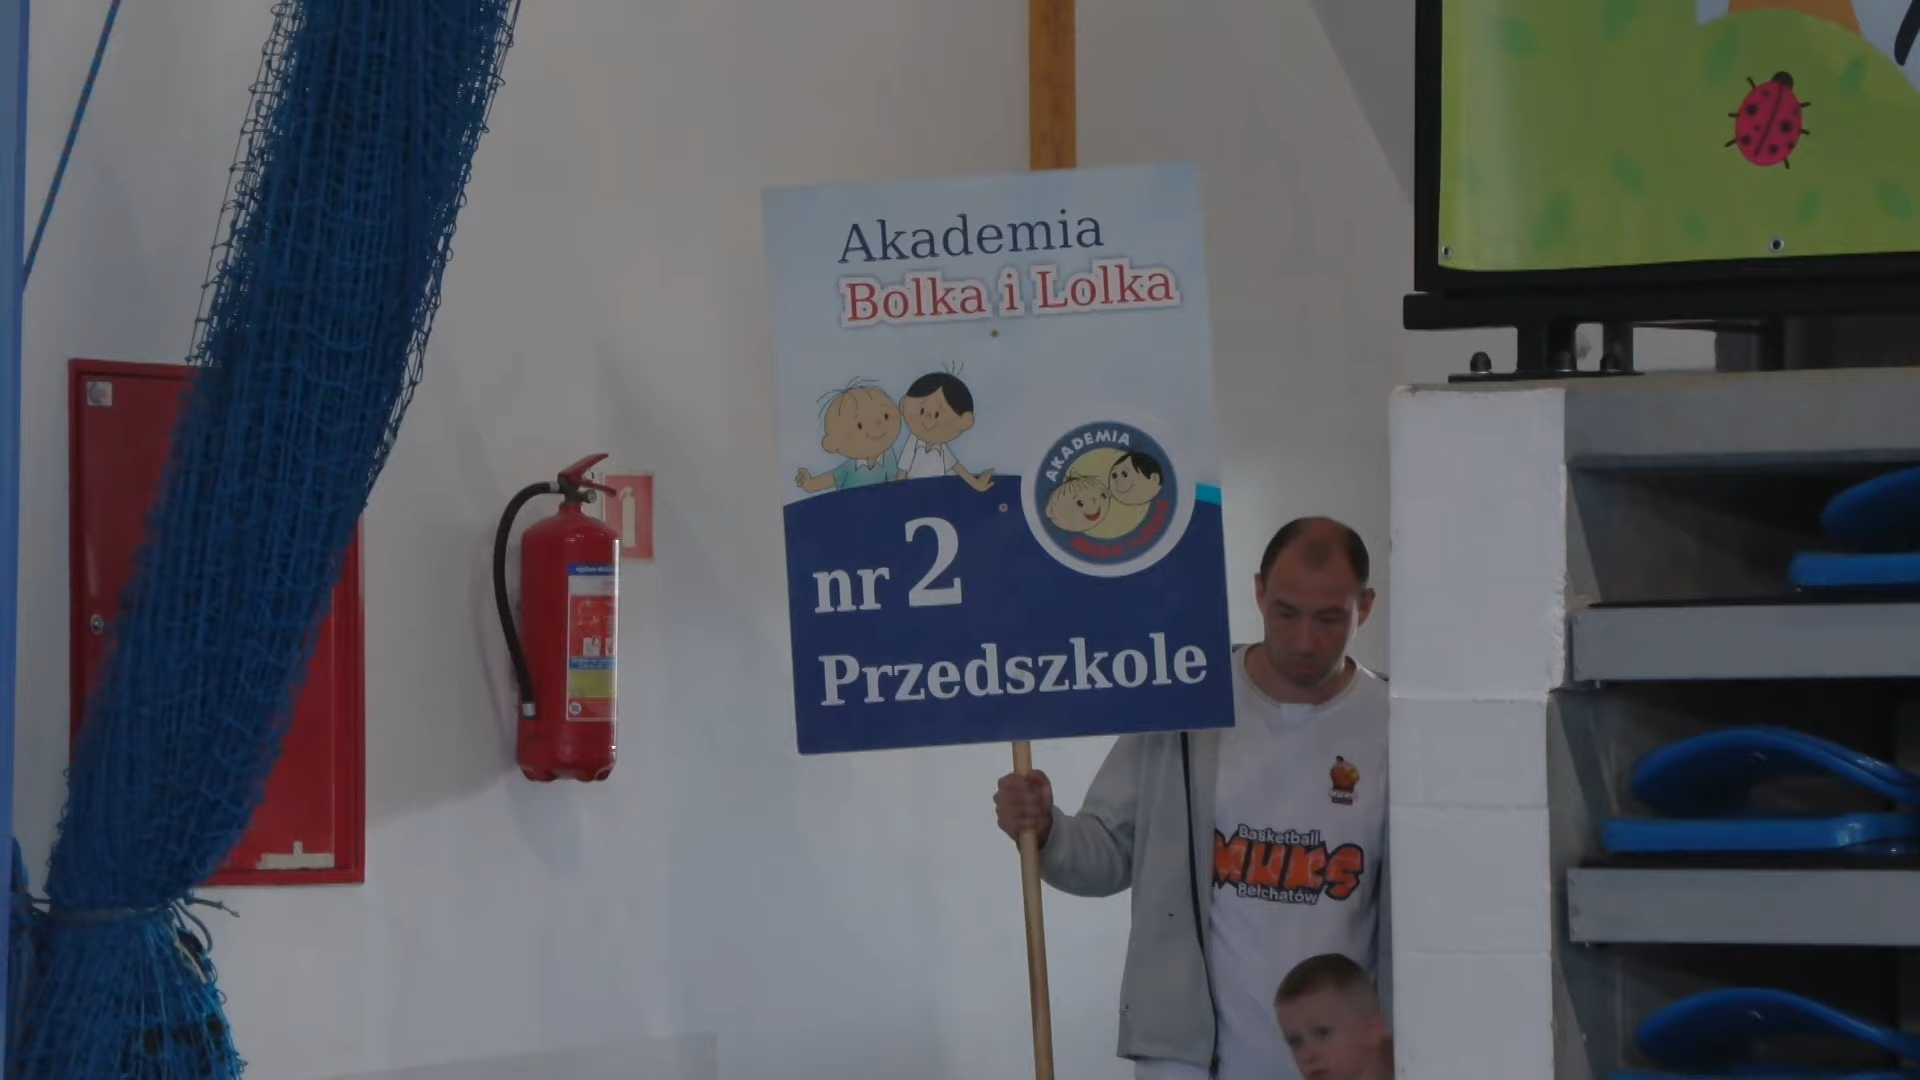 Akademia
Bolka i Lolka
AKADEMIA
nr 2
Przedszkole
Basketball
MUKS
Bełchatów